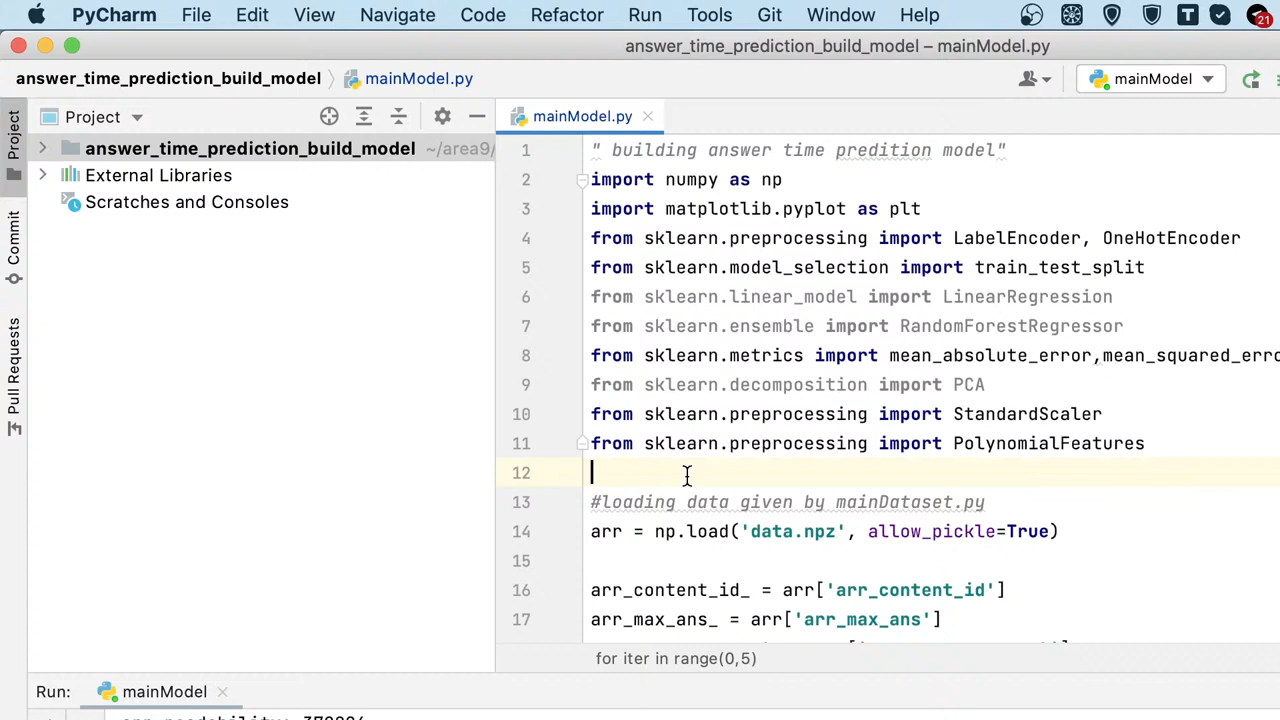 PyCharm File Edit View Navigate Code Refactor Run Tools Git Window Help
21
answer_time_prediction_build_model – mainModel.py
answer_time_prediction_build_model mainModel.py
mainModel
Project
mainModel.py
answer_time_prediction_build_model ~/area9/
External Libraries
Scratches and Consoles
Project
Commit
Pull Requests
1 " building answer time predition model"
2 import numpy as np
3 import matplotlib.pyplot as plt
4 from sklearn.preprocessing import LabelEncoder, OneHotEncoder
5 from sklearn.model_selection import train_test_split
6 from sklearn.linear_model import LinearRegression
7 from sklearn.ensemble import RandomForestRegressor
8 from sklearn.metrics import mean_absolute_error,mean_squared_erro
9 from sklearn.decomposition import PCA
10 from sklearn.preprocessing import StandardScaler
11 from sklearn.preprocessing import PolynomialFeatures
12
13 #loading data given by mainDataset.py
14 arr = np.load('data.npz', allow_pickle=True)
15
16 arr_content_id_ = arr['arr_content_id']
17 arr_max_ans_ = arr['arr_max_ans']
for iter in range(0,5)
Run: mainModel